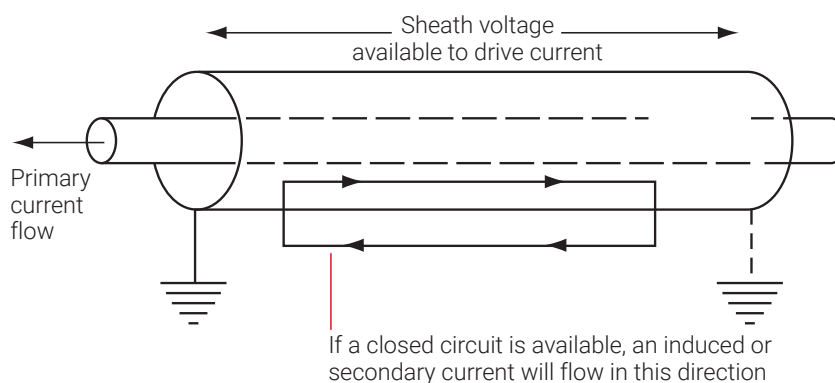 Sheath voltage
available to drive current
Primary
current
flow
If a closed circuit is available, an induced or
secondary current will flow in this direction